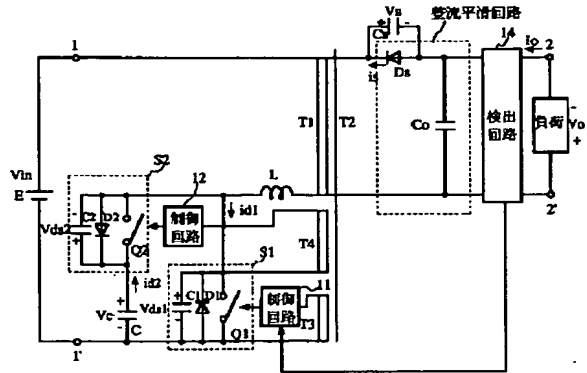 整流平滑回路
Vs
Cs
1
is
Ds
14
Io
2
T1
T2
Co
検出
回路
負荷
Vo
Vin
E
S2
12
L
id1
制御
回路
C2
D2
Vds2
Q2
T4
2'
id2
S1
Vc
C
Vds1
C1
D1
Q1
11
制御
回路
T3
1'